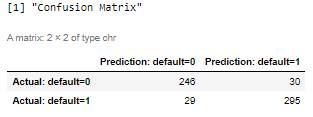 [1] "Confusion Matrix"
A matrix: 2 × 2 of type chr
Prediction: default=0 Prediction: default=1
Actual: default=0 246 30
Actual: default=1 29 295